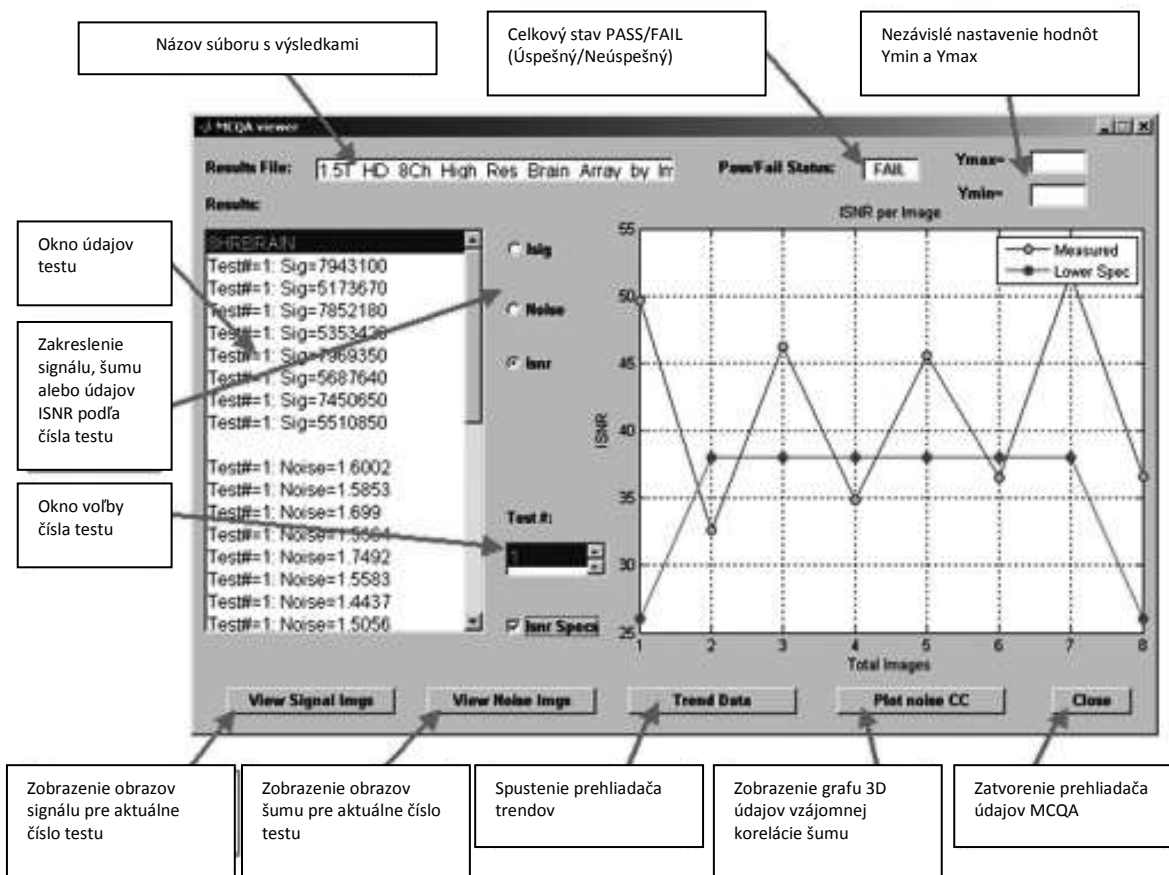 Názov súboru s výsledkami
Celkový stav PASS/FAIL
(Úspešný/Neúspešný)
Nezávislé nastavenie hodnôt
Ymin a Ymax
MCQA viewer
Results File:
1.5T HD 8Ch High Res Brain Array by
Pass/Fail Status:
FAIL
Ymax=
Ymin=
Results:
Okno údajov
testu
Zakreslenie
signálu, šumu
alebo údajov
ISNR podľa
čísla testu
Okno voľby
čísla testu
8HRBRAIN
Test#=1: Sig=7943100
Test#=1: Sig=5173670
Test#=1: Sig=7852180
Test#=1: Sig=5353420
Test#=1: Sig=7969350
Test#=1: Sig=5687640
Test#=1: Sig=7450650
Test#=1: Sig=5510850
Test#=1: Noise=1.6002
Test#=1: Noise=1.5853
Test#=1: Noise=1.699
Test#=1:
Test#=1: Noise=1.7492
Test#=1: Noise=1.5583
Test#=1: Noise=1.4437
Test#=1: Noise=1.5056
Isig
Noise
Isnr
Test #:
1
Isnr Specs
ISNR per Image
Measured
Lower Spec
ISNR
55
50
45
40
35
30
25
1 2 3 4 5 6 7 8
Total Images
View Signal Imgs
View Noise Imgs
Trend Data
Plot noise CC
Close
Zobrazenie obrazov
signálu pre aktuálne
číslo testu
Zobrazenie obrazov
šumu pre aktuálne číslo
testu
Spustenie prehliadača
trendov
Zobrazenie grafu 3D
údajov vzájomnej
korelácie šumu
Zatvorenie prehliadača
údajov MCQA